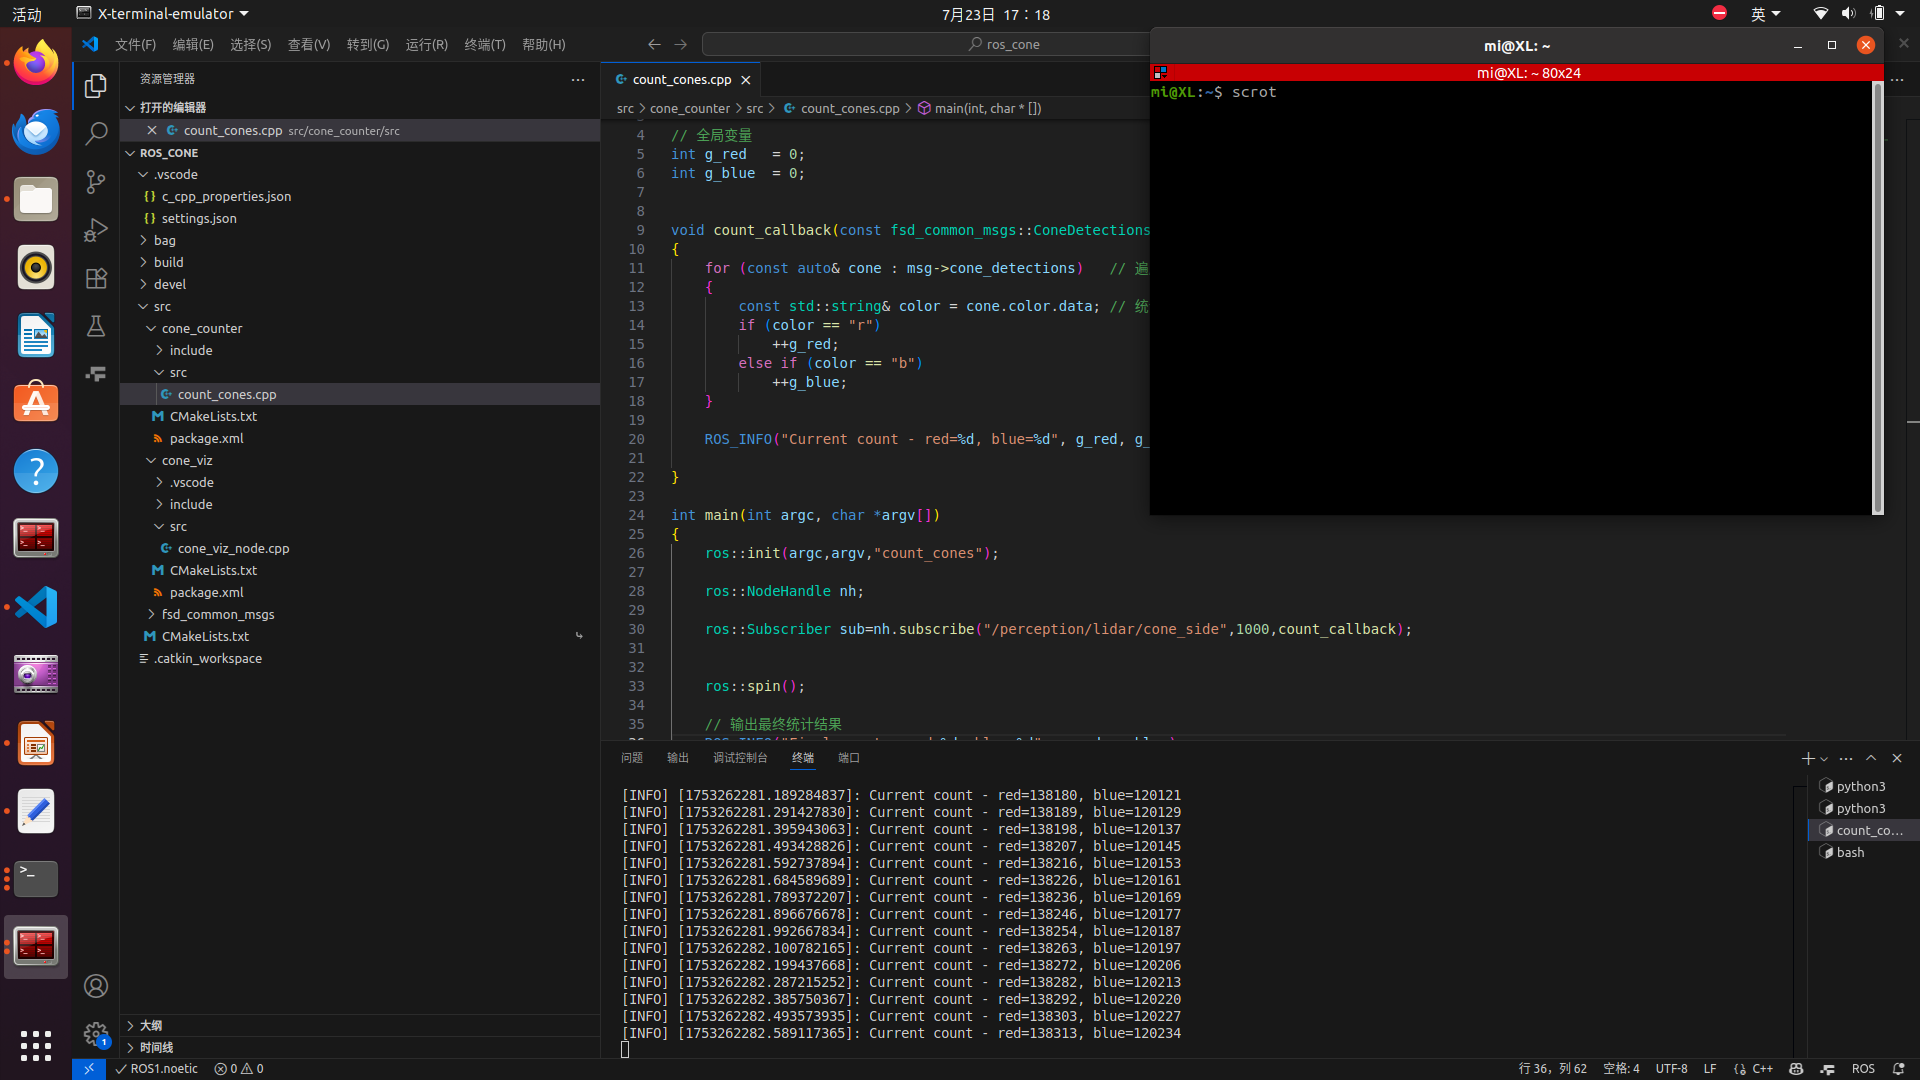 活动
X-terminal-emulator
7月23日 17：18
英
文件(F) 编辑(E) 选择(S) 查看(V) 转到(G) 运行(R) 终端(T) 帮助(H)
ros_cone
资源管理器
打开的编辑器
count_cones.cpp src/cone_counter/src
ROS_CONE
.vscode
c_cpp_properties.json
settings.json
bag
build
devel
src
cone_counter
include
src
count_cones.cpp
CMakeLists.txt
package.xml
cone_viz
.vscode
include
src
cone_viz_node.cpp
CMakeLists.txt
package.xml
fsd_common_msgs
CMakeLists.txt
.catkin_workspace
大纲
时间线
count_cones.cpp
src > cone_counter > src > count_cones.cpp > main(int, char * [])
4 // 全局变量
5 int g_red   = 0;
6 int g_blue  = 0;
7
8
9 void count_callback(const fsd_common_msgs::ConeDetections
10 {
11     for (const auto& cone : msg->cone_detections)   // 遍
12     {
13         const std::string& color = cone.color.data; // 统
14         if (color == "r")
15             ++g_red;
16         else if (color == "b")
17             ++g_blue;
18     }
19
20     ROS_INFO("Current count - red=%d, blue=%d", g_red, g_
21
22 }
23
24 int main(int argc, char *argv[])
25 {
26     ros::init(argc,argv,"count_cones");
27
28     ros::NodeHandle nh;
29
30     ros::Subscriber sub=nh.subscribe("/perception/lidar/cone_side",1000,count_callback);
31
32
33     ros::spin();
34
35     // 输出最终统计结果
mi@XL: ~
mi@XL: ~ 80x24
mi@XL:~$ scrot
问题 输出 调试控制台 终端 端口
[INFO] [1753262281.189284837]: Current count - red=138180, blue=120121
[INFO] [1753262281.291427830]: Current count - red=138189, blue=120129
[INFO] [1753262281.395943063]: Current count - red=138198, blue=120137
[INFO] [1753262281.493428826]: Current count - red=138207, blue=120145
[INFO] [1753262281.592737894]: Current count - red=138216, blue=120153
[INFO] [1753262281.684589689]: Current count - red=138226, blue=120161
[INFO] [1753262281.789372207]: Current count - red=138236, blue=120169
[INFO] [1753262281.896676678]: Current count - red=138246, blue=120177
[INFO] [1753262281.992667834]: Current count - red=138254, blue=120187
[INFO] [1753262282.100782165]: Current count - red=138263, blue=120197
[INFO] [1753262282.199437668]: Current count - red=138272, blue=120206
[INFO] [1753262282.287215252]: Current count - red=138282, blue=120213
[INFO] [1753262282.385750367]: Current count - red=138292, blue=120220
[INFO] [1753262282.493573935]: Current count - red=138303, blue=120227
[INFO] [1753262282.589117365]: Current count - red=138313, blue=120234
python3
python3
count_co...
bash
1
ROS1.noetic
0 0
行 36，列 62 空格: 4 UTF-8 LF C++ ROS